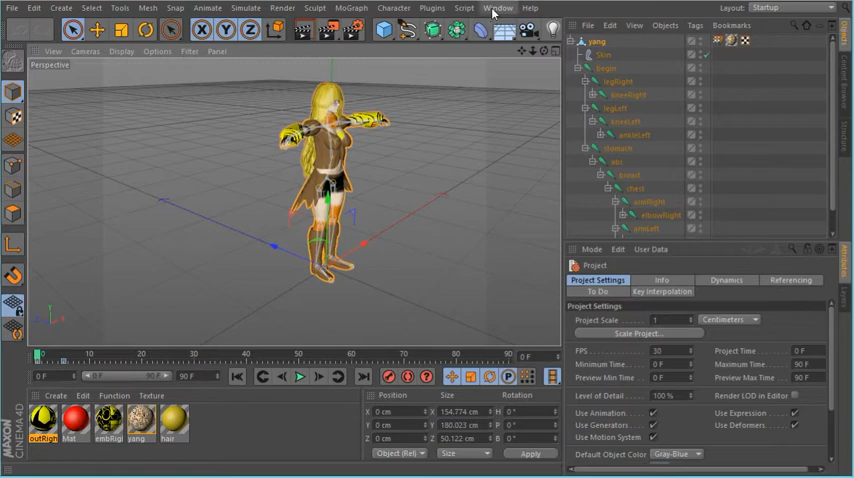 File Edit Create Select Tools Mesh Snap Animate Simulate Render Sculpt MoGraph Character Plugins Script Window Help
Layout: Startup
File Edit View Objects Tags Bookmarks
View Cameras Display Filter Panel
Perspective
yang
Skin
begin
legRight
kneeRight
legLeft
kneeLeft
ankleLeft
stomach
abs
breast
chest
armRight
elbowRight
armLeft
Objects
Content Browser
Structure
Attributes
Layers
Mode Edit User Data
Project
Project Settings Info Dynamics Referencing
To Do Key Interpolation
Project Settings
Project Scale 1 Centimeters
Scale Project...
FPS 30 Project Time 0 F
Minimum Time 0 F Maximum Time 90 F
Preview Min Time 0 F Preview Max Time 90 F
Level of Detail 100 % Render LOD in Editor
Use Animation Use Expression
Use Generators Use Deformers
Use Motion System
Default Object Color Gray-Blue
0 10 20 30 40 50 60 70 80 90 0 F
0 F 0 F 90 F 90 F
Create Edit Function Texture
outRigh Mat embRigl yang hair
Position Size Rotation
X 0 cm X 154.774 cm H 0 °
Y 0 cm Y 180.023 cm P 0 °
Z 0 cm Z 50.122 cm B 0 °
Object (Rel) Size Apply
MAXON
CINEMA 4D